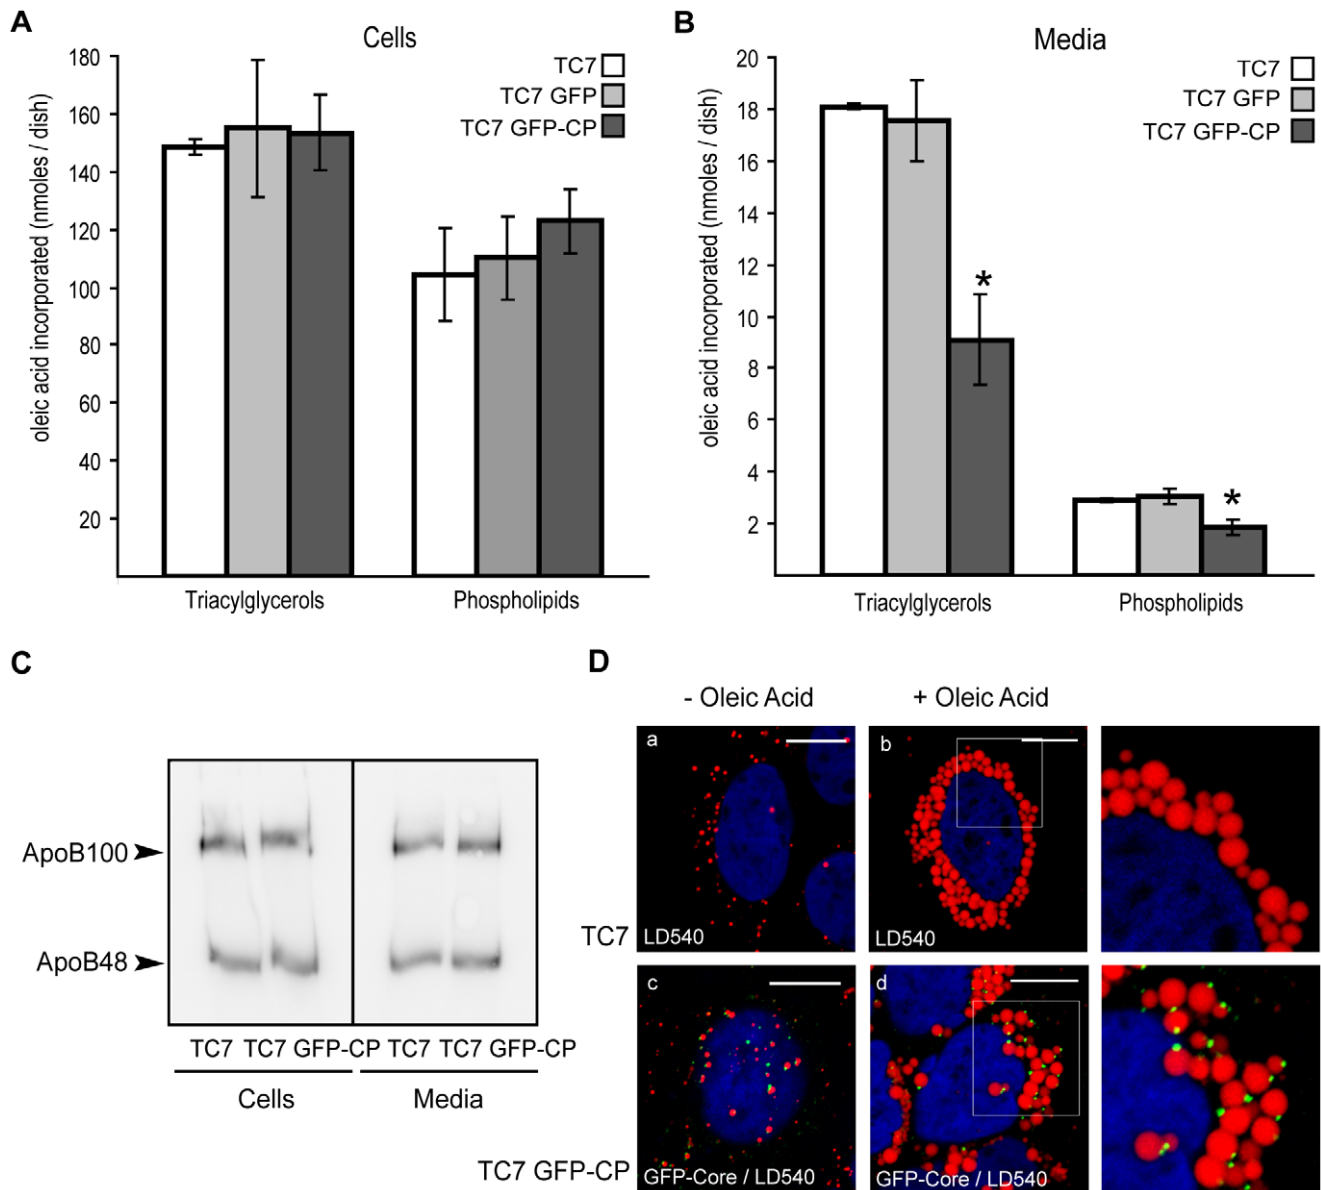 A
Cells
180
160
140
120
100
80
60
40
20
oleic acid incorporated (nmoles / dish)
TC7
TC7 GFP
TC7 GFP-CP
Triacylglycerols
Phospholipids
B
Media
20
18
16
14
12
10
8
6
4
2
oleic acid incorporated (nmoles / dish)
TC7
TC7 GFP
TC7 GFP-CP
*
*
Triacylglycerols
Phospholipids
C
ApoB100
ApoB48
TC7 TC7 GFP-CP TC7 TC7 GFP-CP
Cells Media
D
- Oleic Acid + Oleic Acid
TC7
a
LD540
b
LD540
TC7 GFP-CP
c
GFP-Core / LD540
d
GFP-Core / LD540